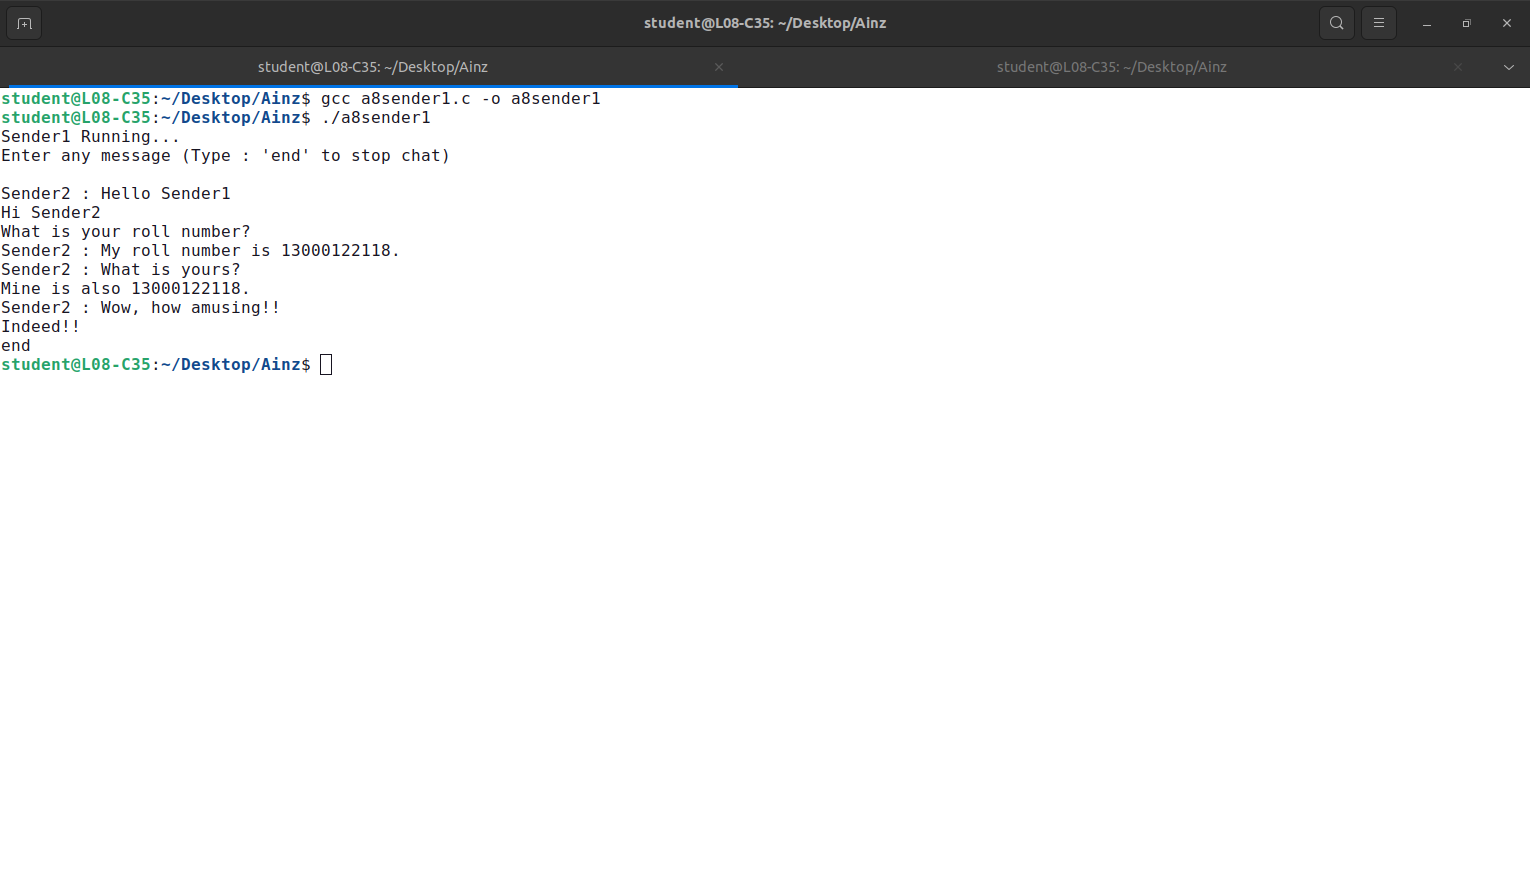 student@L08-C35: ~/Desktop/Ainz
student@L08-C35: ~/Desktop/Ainz
student@L08-C35: ~/Desktop/Ainz
student@L08-C35:~/Desktop/Ainz$ gcc a8sender1.c -o a8sender1
student@L08-C35:~/Desktop/Ainz$ ./a8sender1
Sender1 Running...
Enter any message (Type : 'end' to stop chat)
Sender2 : Hello Sender1
Hi Sender2
What is your roll number?
Sender2 : My roll number is 13000122118.
Sender2 : What is yours?
Mine is also 13000122118.
Sender2 : Wow, how amusing!!
Indeed!!
end
student@L08-C35:~/Desktop/Ainz$